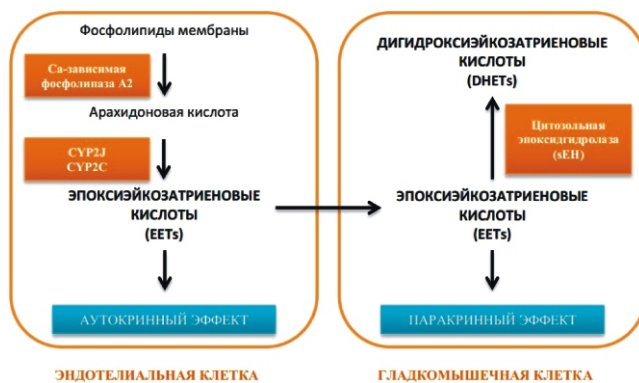 Фосфолипиды мембраны
Са-зависимая
фосфолипаза А2
Арахидоновая кислота
CYP2J
CYP2C
ЭПОКСИЭЙКОЗАТРИЕНОВЫЕ
КИСЛОТЫ
(EETs)
АУТОКРИННЫЙ ЭФФЕКТ
ЭНДОТЕЛИАЛЬНАЯ КЛЕТКА
ДИГИДРОКСИЭЙКОЗАТРИЕНОВЫЕ
КИСЛОТЫ
(DHETs)
Цитозольная
эпоксидгидролаза
(sEH)
ЭПОКСИЭЙКОЗАТРИЕНОВЫЕ
КИСЛОТЫ
(EETs)
ПАРАКРИННЫЙ ЭФФЕКТ
ГЛАДКОМЫШЕЧНАЯ КЛЕТКА